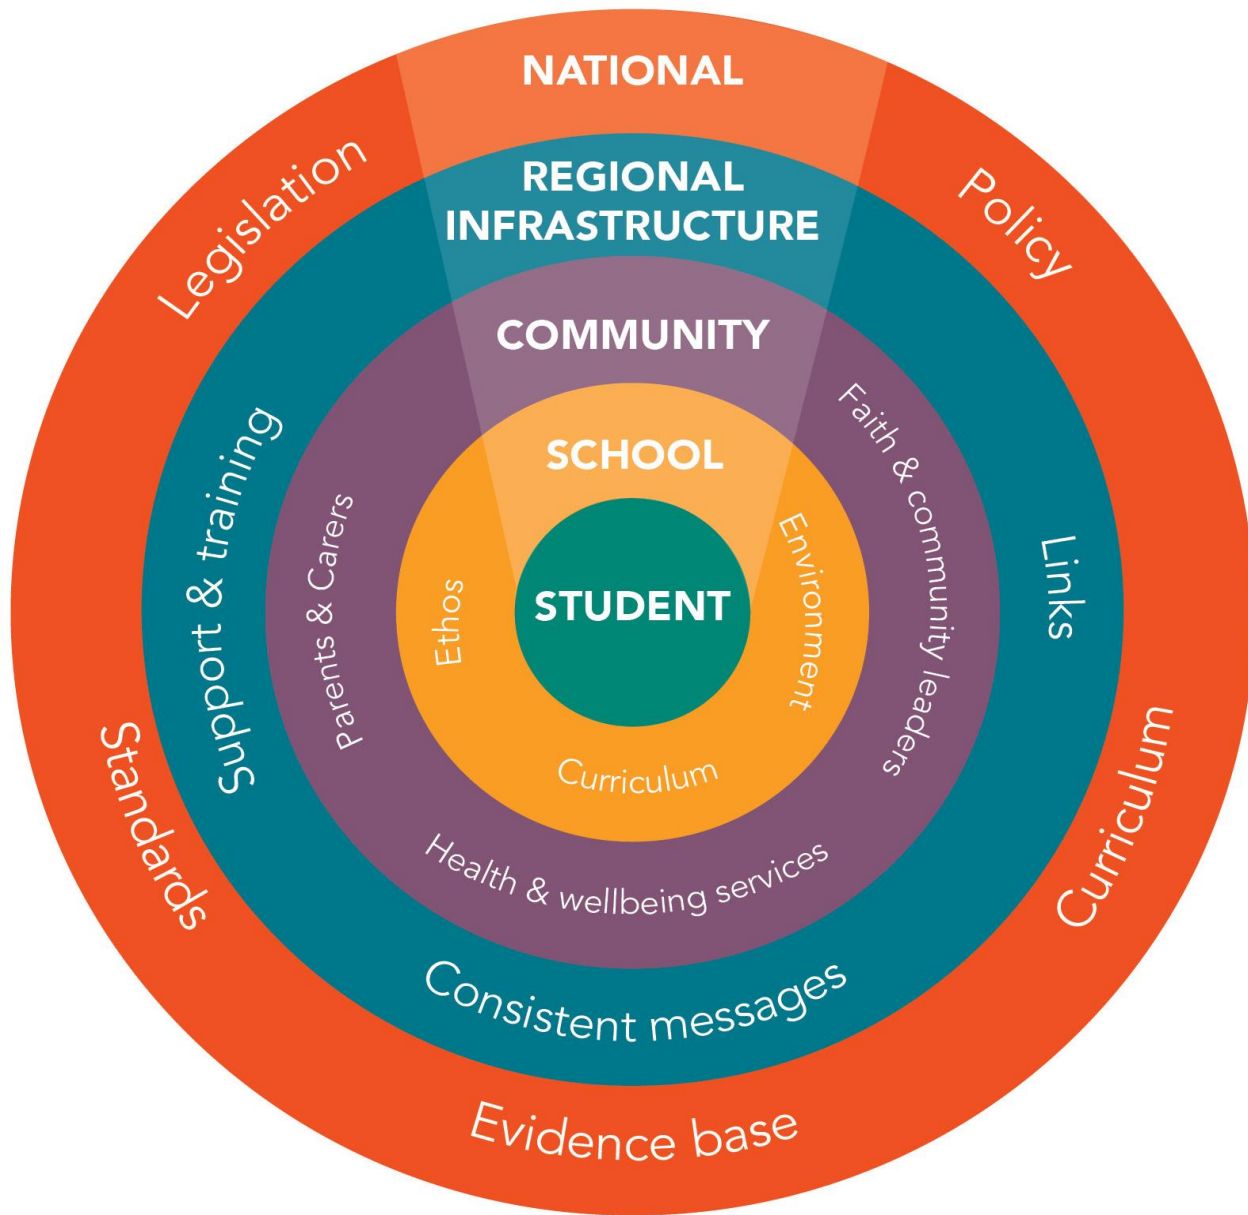 NATIONAL
Legislation
Policy
Standards
Curriculum
Evidence base
REGIONAL
INFRASTRUCTURE
Support & training
Links
Consistent messages
COMMUNITY
Parents & Carers
Faith & community leaders
Health & wellbeing services
SCHOOL
Ethos
Environment
Curriculum
STUDENT